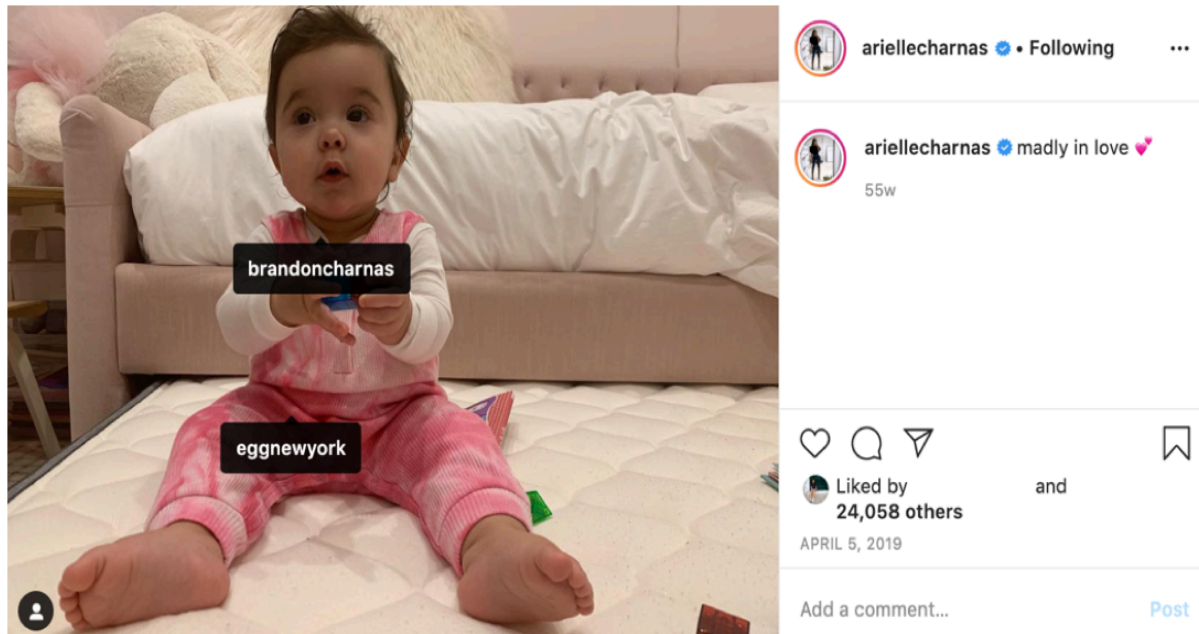 brandoncharnas
eggnewyork
ariellecharnas • Following
ariellecharnas madly in love 💕
55w
Liked by and
24,058 others
APRIL 5, 2019
Add a comment... Post